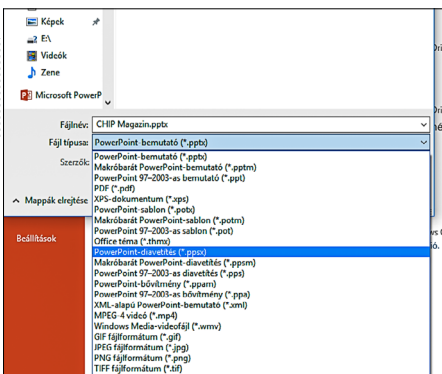 Képek
E:\
Videók
Zene
Microsoft PowerP
Fájlnév: CHIP Magazin.pptx
Fájl típusa: PowerPoint-bemutató (*.pptx)
Szerzők:
PowerPoint-bemutató (*.pptx)
Makróbarát PowerPoint-bemutató (*.pptm)
PowerPoint 97–2003-as bemutató (*.ppt)
PDF (*.pdf)
XPS-dokumentum (*.xps)
PowerPoint-sablon (*.potx)
Makróbarát PowerPoint-sablon (*.potm)
PowerPoint 97–2003-as sablon (*.pot)
Office téma (*.thmx)
PowerPoint-diavetítés (*.ppsx)
Makróbarát PowerPoint-diavetítés (*.ppsm)
PowerPoint 97–2003-as diavetítés (*.pps)
PowerPoint-bővítmény (*.ppam)
PowerPoint 97–2003-as bővítmény (*.ppa)
XML-alapú PowerPoint-bemutató (*.xml)
MPEG-4 videó (*.mp4)
Windows Media-videofájl (*.wmv)
GIF fájlformátum (*.gif)
JPEG fájlformátum (*.jpg)
PNG fájlformátum (*.png)
TIFF fájlformátum (*.tif)
Mappák elrejtése
Beállítások